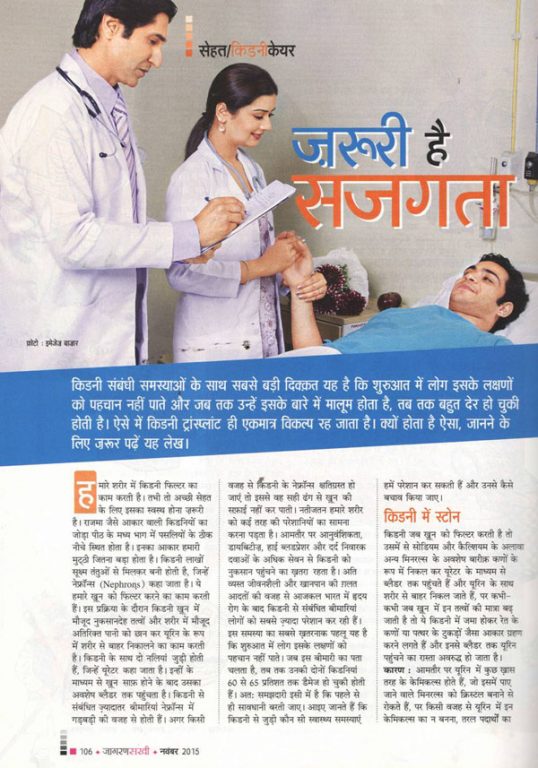 सेहत/किडनीकेयर
ज़रूरी है
सजगता
फ़ोटो : इमेजेज़ बाज़ार
किडनी संबंधी समस्याओं के साथ सबसे बड़ी दिक्कत यह है कि शुरुआत में लोग इसके लक्षणों
को पहचान नहीं पाते और जब तक उन्हें इसके बारे में मालूम होता है, तब तक बहुत देर हो चुकी
होती है। ऐसे में किडनी ट्रांस्प्लांट ही एकमात्र विकल्प रह जाता है। क्यों होता है ऐसा, जानने के
लिए ज़रूर पढ़ें यह लेख।
हमारे शरीर में किडनी फिल्टर का
काम करती है। तभी तो अच्छी सेहत
के लिए इसका स्वस्थ होना ज़रूरी
है। राजमा जैसे आकार वाली किडनियों का
जोड़ा पीठ के मध्य भाग में पसलियों के ठीक
नीचे स्थित होता है। इनका आकार हमारी
मुट्ठी जितना बड़ा होता है। किडनी लाखों
सूक्ष्म तंतुओं से मिलकर बनी होती है, जिन्हें
नेफ्रॉन्स (Nephrons) कहा जाता है। ये
हमारे खून को फिल्टर करने का काम करती
हैं। इस प्रक्रिया के दौरान किडनी खून में
मौजूद नुकसानदेह तत्वों और शरीर में मौजूद
अतिरिक्त पानी को छान कर यूरिन के रूप
में शरीर से बाहर निकालने का काम करती
है। किडनी के साथ दो नलियां जुड़ी होती
हैं, जिन्हें यूरेटर कहा जाता है। इन्हीं के
माध्यम से खून साफ़ होने के बाद उसका
अवशेष ब्लैडर तक पहुंचता है। किडनी से
संबंधित ज़्यादातर बीमारियां नेफ्रॉन्स में
गड़बड़ी की वजह से होती हैं। अगर किसी
वजह से किडनी के नेफ्रॉन्स क्षतिग्रस्त हो
जाएं तो इससे वह सही ढंग से खून की
सफ़ाई नहीं कर पाती। नतीजतन हमारे शरीर
को कई तरह की परेशानियों का सामना
करना पड़ता है। आमतौर पर आनुवंशिकता,
डायबिटीज़, हाई ब्लडप्रेशर और दर्द निवारक
दवाओं के अधिक सेवन से किडनी को
नुकसान पहुंचने का ख़तरा रहता है। अति
व्यस्त जीवनशैली और खानपान की ग़लत
आदतों की वजह से आजकल भारत में हृदय
रोग के बाद किडनी से संबंधित बीमारियां
लोगों को सबसे ज़्यादा परेशान कर रही हैं।
इस समस्या का सबसे ख़तरनाक पहलू यह है
कि शुरुआत में लोग इसके लक्षणों को
पहचान नहीं पाते। जब इस बीमारी का पता
चलता है, तब तक उनकी दोनों किडनियां
60 से 65 प्रतिशत तक डैमेज हो चुकी होती
हैं। अत: समझदारी इसी में है कि पहले से
ही सावधानी बरती जाए। आइए जानते हैं कि
किडनी से जुड़ी कौन सी स्वास्थ्य समस्याएं
हमें परेशान कर सकती हैं और उनसे कैसे
बचाव किया जाए।
किडनी में स्टोन
किडनी जब खून को फिल्टर करती है तो
उसमें से सोडियम और कैल्शियम के अलावा
अन्य मिनरल्स के अवशेष बारीक़ कणों के
रूप में निकल कर यूरेटर के माध्यम से
ब्लैडर तक पहुंचते हैं और यूरिन के साथ
शरीर से बाहर निकल जाते हैं, पर कभी-
कभी जब खून में इन तत्वों की मात्रा बढ़
जाती है तो ये किडनी में जमा होकर रेत के
कणों या पत्थर के टुकड़ों जैसा आकार ग्रहण
करने लगते हैं और इनसे ब्लैडर तक यूरिन
पहुंचने का रास्ता अवरुद्ध हो जाता है।
कारण : आमतौर पर यूरिन में कुछ ख़ास
तरह के केमिकल्स होते हैं, जो इसमें पाए
जाने वाले मिनरल्स को क्रिस्टल बनाने से
रोकते हैं, पर किसी वजह से यूरिन में इन
केमिकल्स का न बनना, तरल पदार्थों का
106 • जागरणसखी • नवंबर 2015